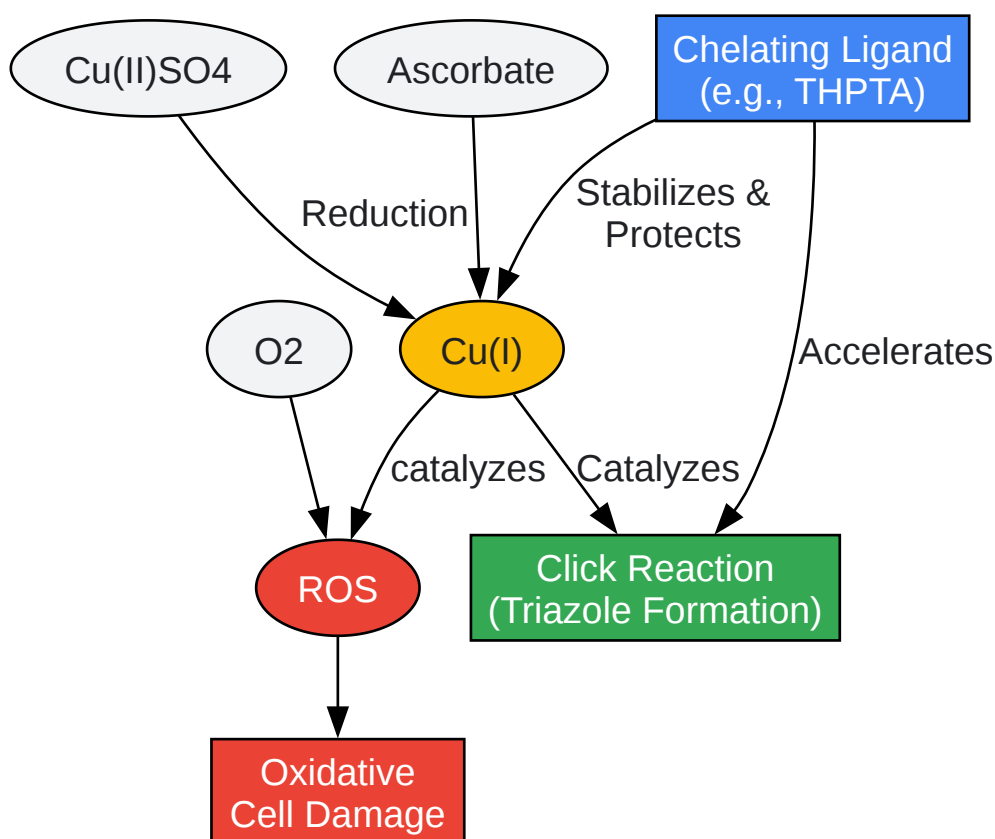 Cu(II)SO4
Ascorbate
Chelating Ligand
(e.g., THPTA)
Reduction
Stabilizes &
Protects
O2
Cu(I)
Accelerates
catalyzes
Catalyzes
ROS
Click Reaction
(Triazole Formation)
Oxidative
Cell Damage